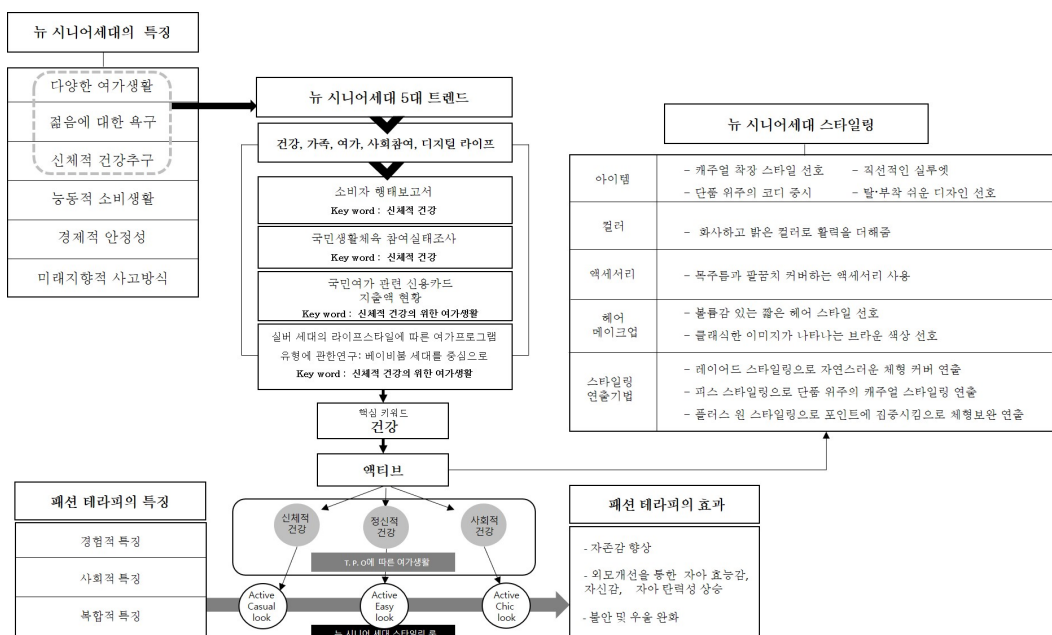 뉴 시니어세대의 특징
다양한 여가생활
젊음에 대한 욕구
신체적 건강추구
능동적 소비생활
경제적 안정성
미래지향적 사고방식
뉴 시니어세대 5대 트렌드
건강, 가족, 여가, 사회참여, 디지털 라이프
소비자 행태보고서
Key word : 신체적 건강
국민생활체육 참여실태조사
Key word : 신체적 건강
국민여가 관련 신용카드
지출액 현황
Key word : 신체적 건강의 위한 여가생활
실버 세대의 라이프스타일에 따른 여가프로그램
유형에 관한연구: 베이비붐 세대를 중심으로
Key word : 신체적 건강의 위한 여가생활
핵심 키워드
건강
액티브
뉴 시니어세대 스타일링
아이템
- 캐주얼 착장 스타일 선호 - 직선적인 실루엣
- 단품 위주의 코디 중시 - 탈·부착 쉬운 디자인 선호
컬러
- 화사하고 밝은 컬러로 활력을 더해줌
액세서리
- 목주름과 팔꿈치 커버하는 액세서리 사용
헤어
메이크업
- 볼륨감 있는 짧은 헤어 스타일 선호
- 클래식한 이미지가 나타나는 브라운 색상 선호
스타일링
연출기법
- 레이어드 스타일링으로 자연스러운 체형 커버 연출
- 피스 스타일링으로 단품 위주의 캐주얼 스타일링 연출
- 플러스 원 스타일링으로 포인트에 집중시킴으로 체형보완 연출
패션 테라피의 특징
경험적 특징
사회적 특징
복합적 특징
신체적
건강
정신적
건강
사회적
건강
T. P. O에 따른 여가생활
Active
Casual
look
Active
Easy
look
Active
Chic
look
뉴 시니어 세대 스타일링 룩
패션 테라피의 효과
- 자존감 향상
- 외모개선을 통한 자아 효능감,
자신감, 자아 탄력성 상승
- 불안 및 우울 완화